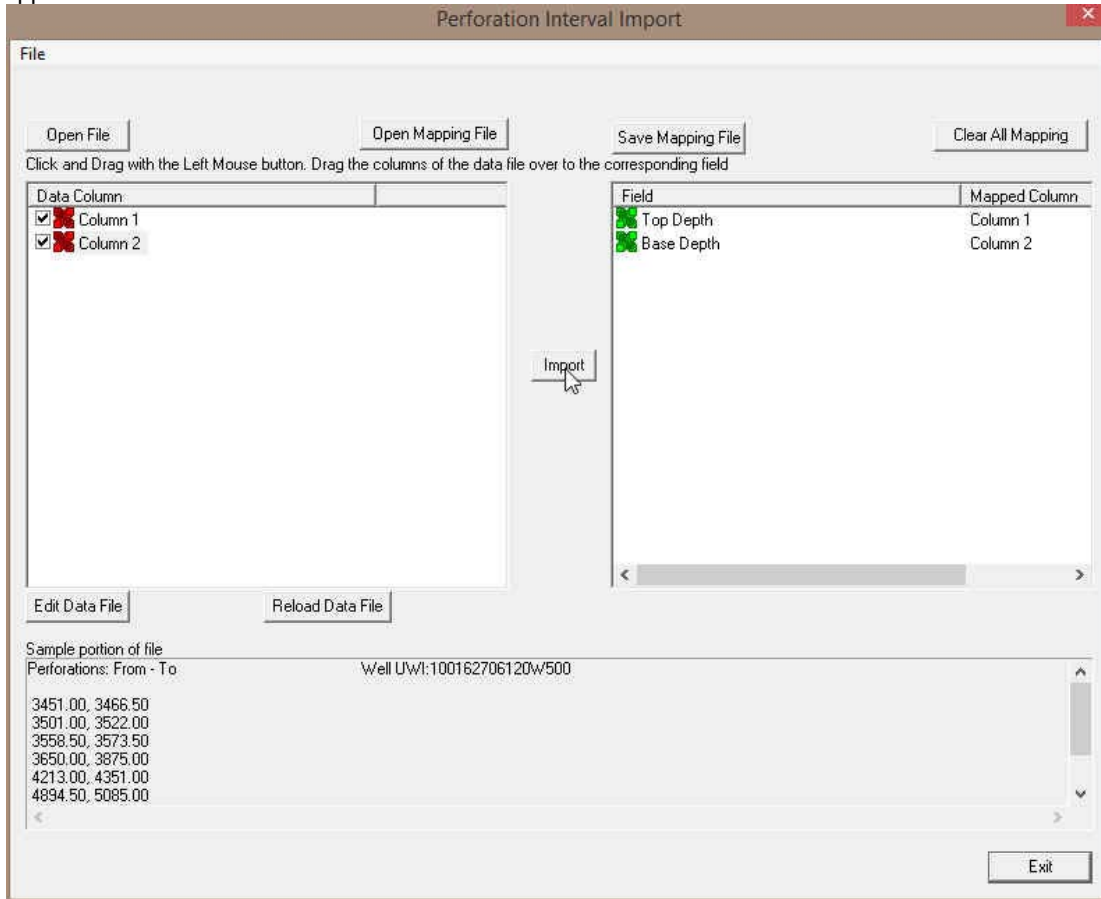 Perforation Interval Import
File
Open File Open Mapping File Save Mapping File Clear All Mapping
Click and Drag with the Left Mouse button. Drag the columns of the data file over to the corresponding field
Data Column Field Mapped Column
Column 1 Top Depth Column 1
Column 2 Base Depth Column 2
Import
Edit Data File Reload Data File
Sample portion of file
Perforations: From - To Well UWI:100162706120W500
3451.00, 3466.50
3501.00, 3522.00
3558.50, 3573.50
3650.00, 3875.00
4213.00, 4351.00
4894.50, 5085.00
Exit